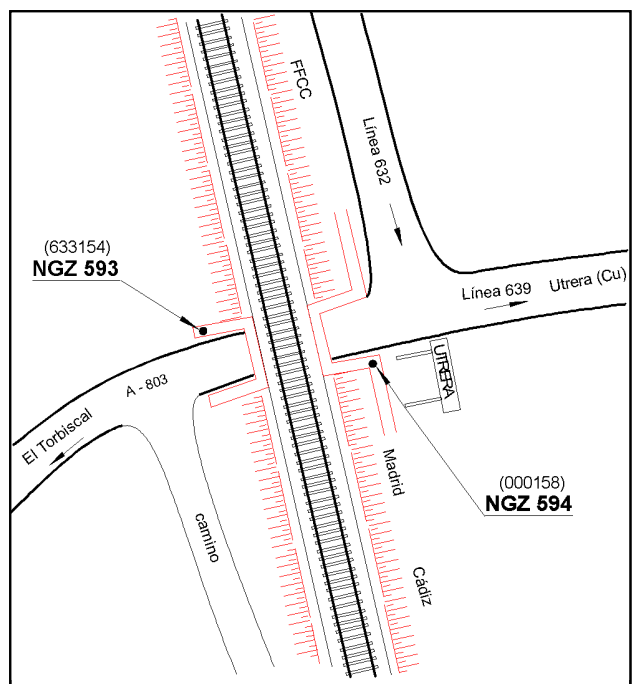 FFCC
Línea 632
(633154)
NGZ 593
Línea 639
Utrera (Cu)
UTRERA
A - 803
El Torbiscal
(000158)
NGZ 594
Madrid
camino
Cádiz